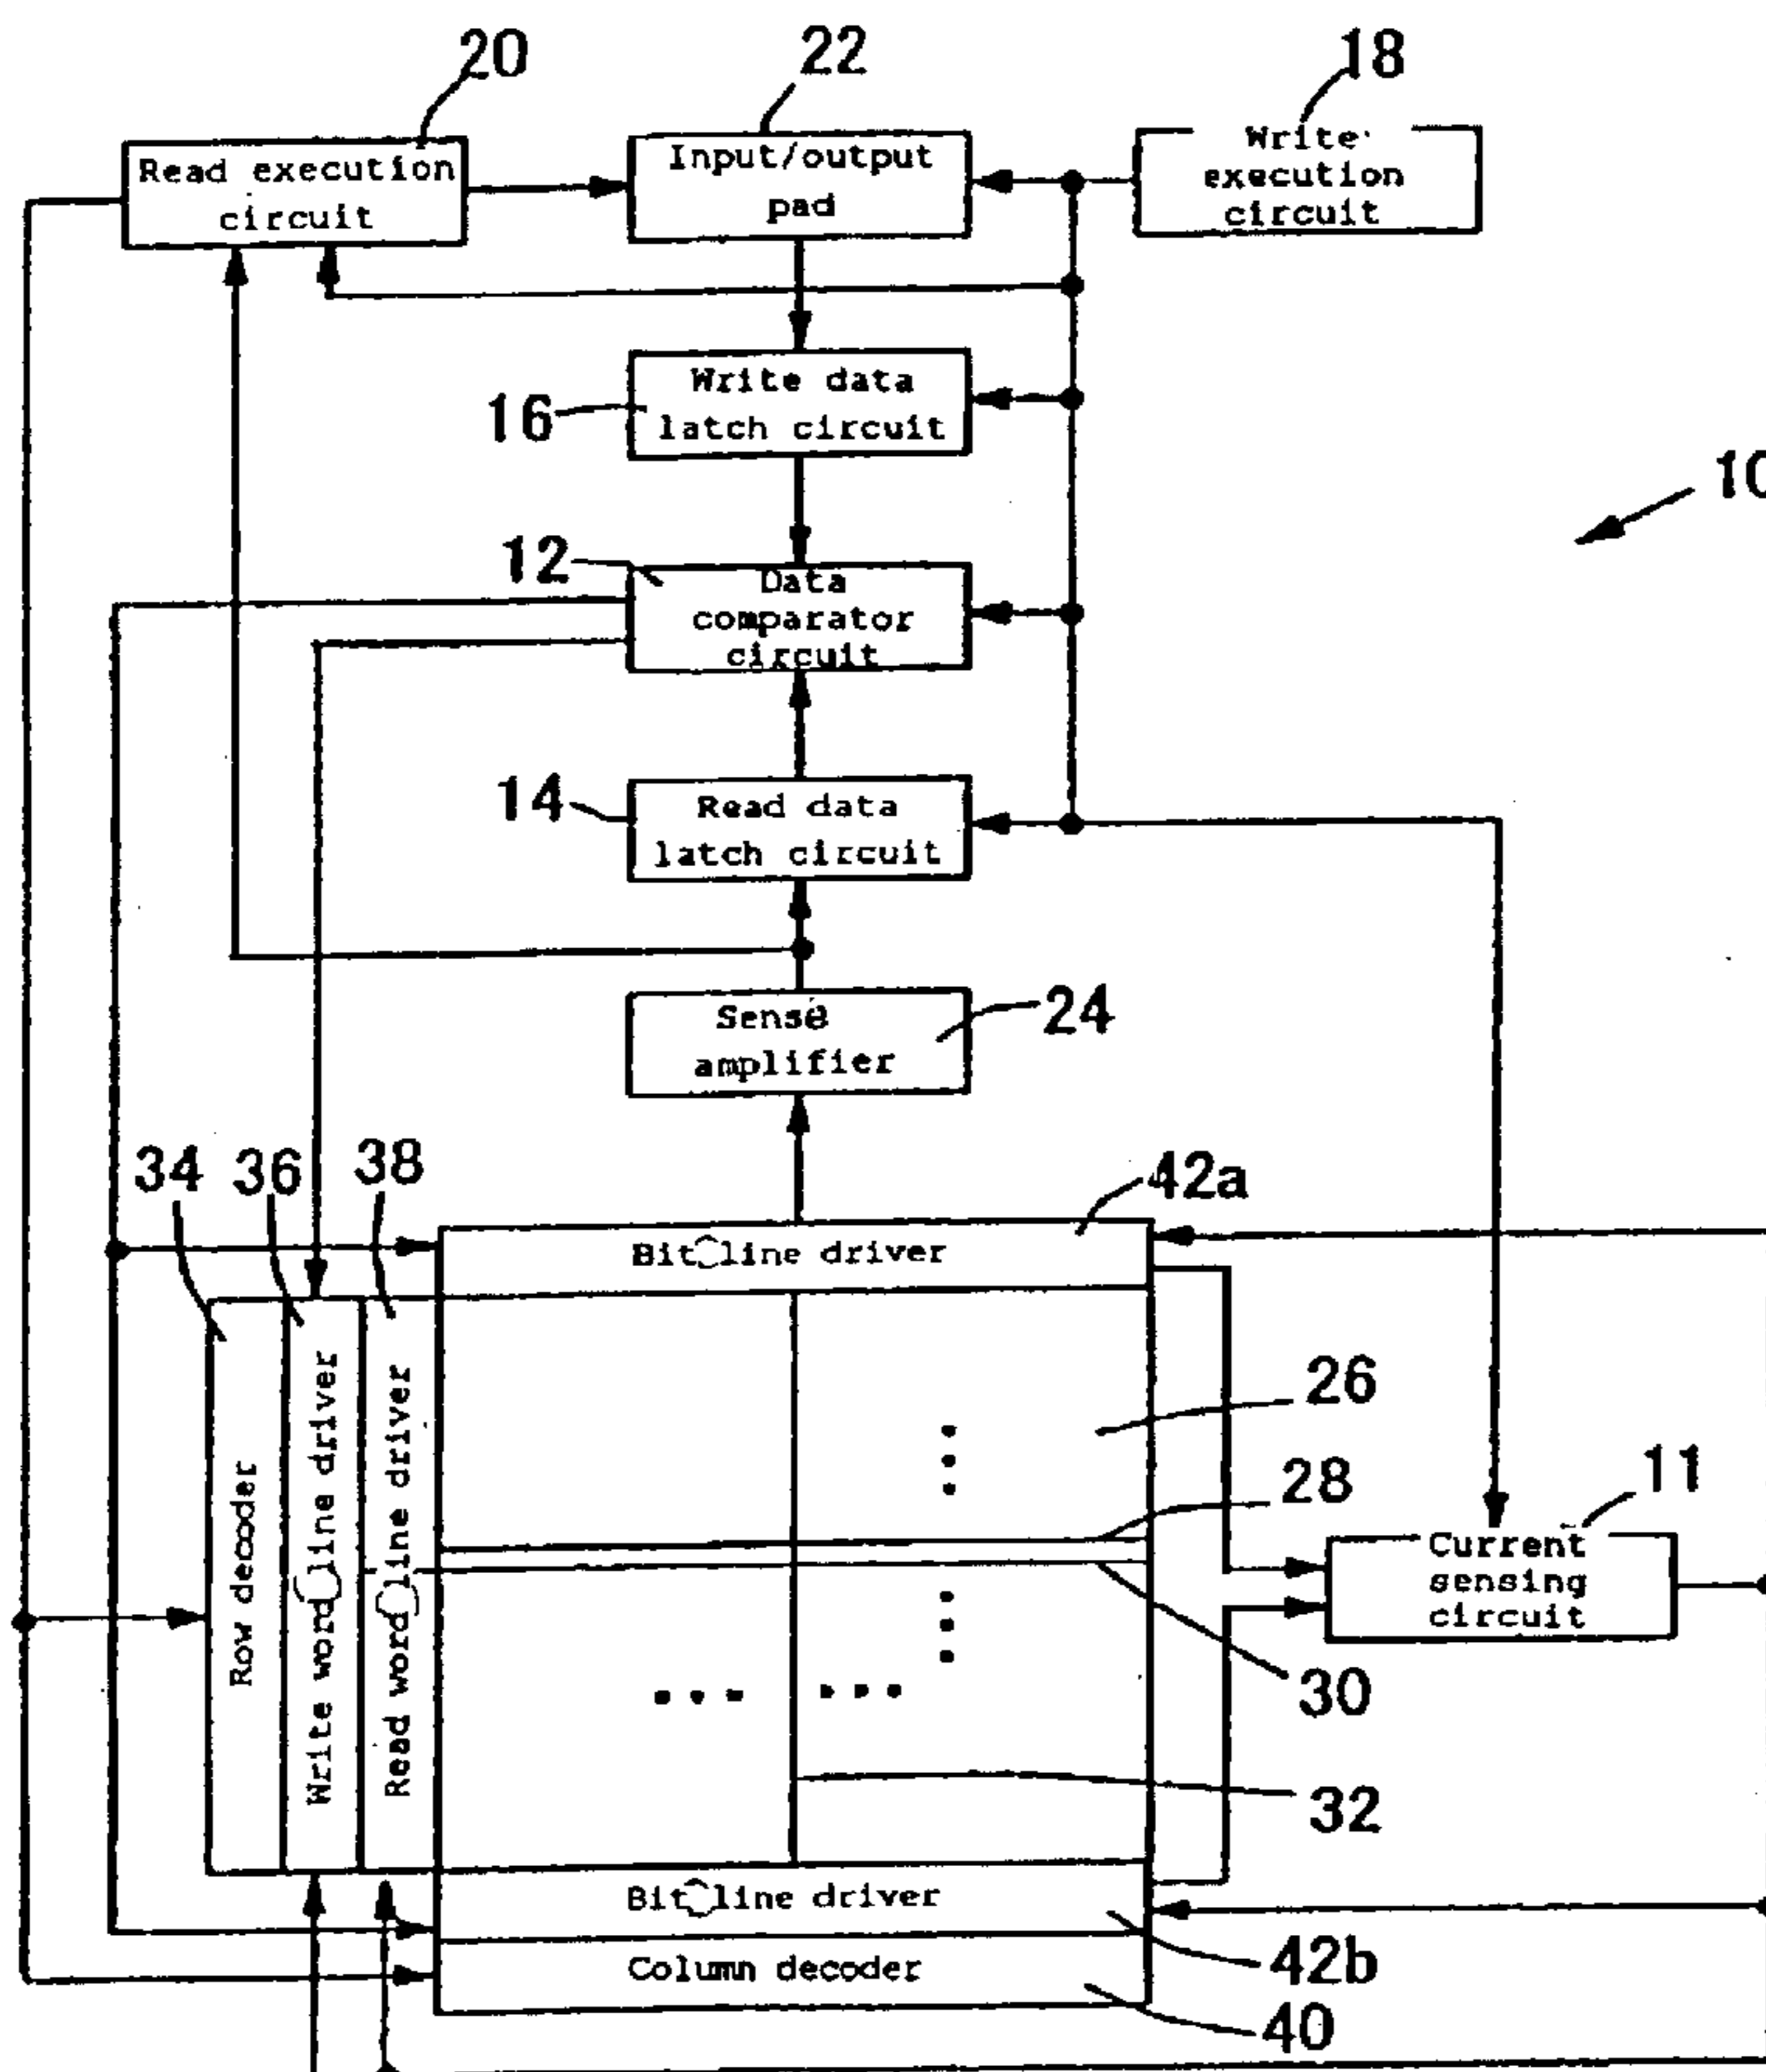 20
22
18
Read execution
circuit
Input/output
pad
Write
execution
circuit
16
Write data
latch circuit
10
12
Data
comparator
circuit
14
Read data
latch circuit
Sense
amplifier
24
34
36
38
42a
Bit line driver
Row decoder
Write word line driver
Read word line driver
26
28
11
Current
sensing
circuit
30
32
Bit line driver
42b
Column decoder
40